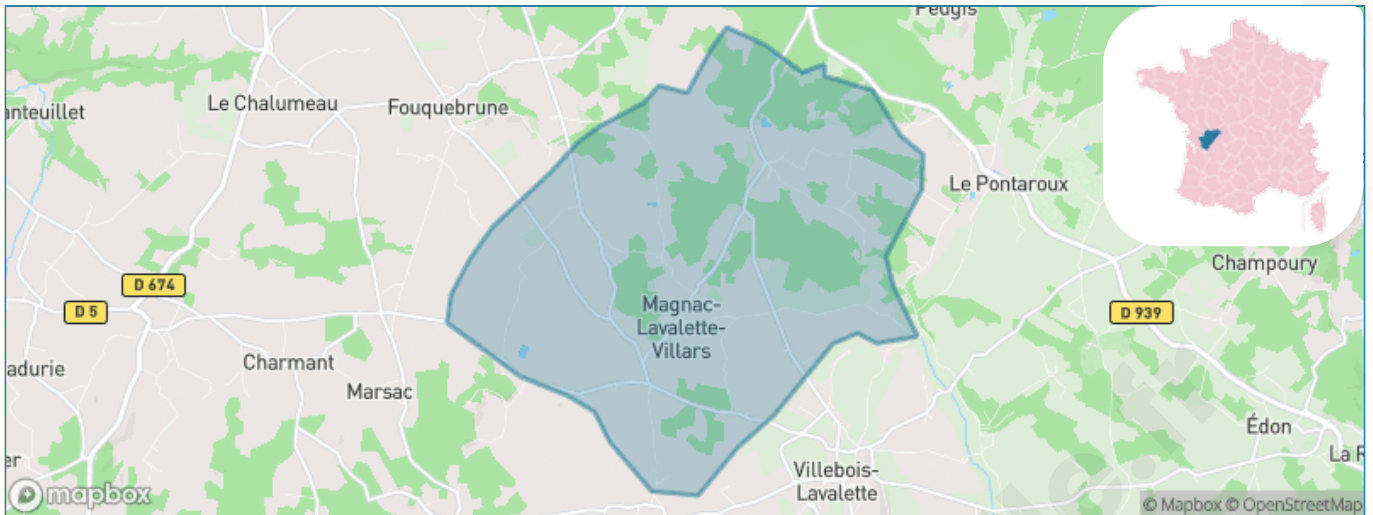 Peugis
anteuillet
Le Chalumeau
Fouquebrune
Le Pontaroux
D 674
D 5
Magnac-
Lavalette-
Villars
Champoury
D 939
Charmant
adurie
Marsac
Édon
er
Villebois-
Lavalette
La R
mapbox
© Mapbox © OpenStreetMap